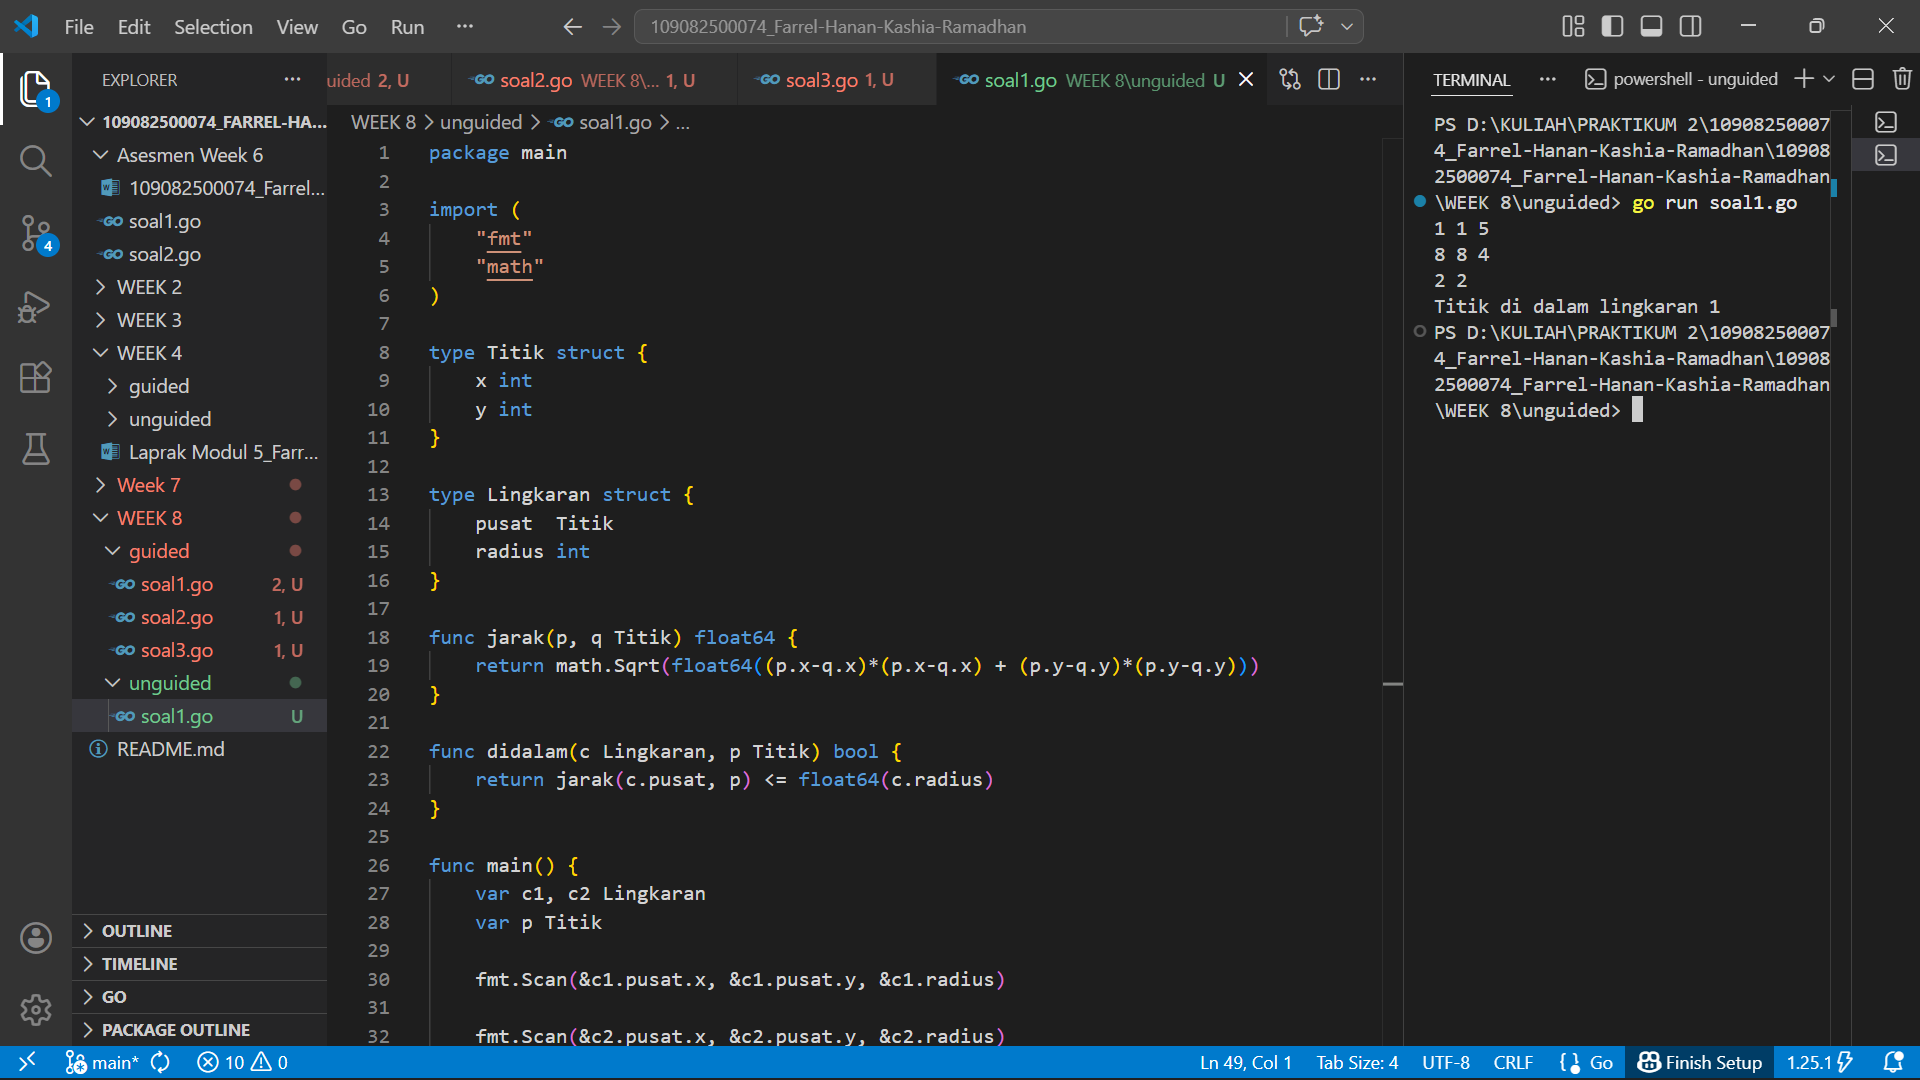 File Edit Selection View Go Run ...
109082500074_Farrel-Hanan-Kashia-Ramadhan
EXPLORER
109082500074_FARREL-HA...
Asesmen Week 6
109082500074_Farrel...
soal1.go
soal2.go
WEEK 2
WEEK 3
WEEK 4
guided
unguided
Laprak Modul 5_Farr...
Week 7
WEEK 8
guided
soal1.go 2, U
soal2.go 1, U
soal3.go 1, U
unguided
soal1.go U
README.md
OUTLINE
TIMELINE
GO
PACKAGE OUTLINE
1
4
uided 2, U
soal2.go WEEK 8\... 1, U
soal3.go 1, U
soal1.go WEEK 8\unguided U
WEEK 8 > unguided > soal1.go > ...
1 package main
2
3 import (
4 "fmt"
5 "math"
6 )
7
8 type Titik struct {
9 x int
10 y int
11 }
12
13 type Lingkaran struct {
14 pusat  Titik
15 radius int
16 }
17
18 func jarak(p, q Titik) float64 {
19 return math.Sqrt(float64((p.x-q.x)*(p.x-q.x) + (p.y-q.y)*(p.y-q.y)))
20 }
21
22 func didalam(c Lingkaran, p Titik) bool {
23 return jarak(c.pusat, p) <= float64(c.radius)
24 }
25
26 func main() {
27 var c1, c2 Lingkaran
28 var p Titik
29
30 fmt.Scan(&c1.pusat.x, &c1.pusat.y, &c1.radius)
31
32 fmt.Scan(&c2.pusat.x, &c2.pusat.y, &c2.radius)
TERMINAL
powershell - unguided
PS D:\KULIAH\PRAKTIKUM 2\10908250007
4_Farrel-Hanan-Kashia-Ramadhan\10908
2500074_Farrel-Hanan-Kashia-Ramadhan
\WEEK 8\unguided> go run soal1.go
1 1 5
8 8 4
2 2
Titik di dalam lingkaran 1
PS D:\KULIAH\PRAKTIKUM 2\10908250007
4_Farrel-Hanan-Kashia-Ramadhan\10908
2500074_Farrel-Hanan-Kashia-Ramadhan
\WEEK 8\unguided>
main* 10 0
Ln 49, Col 1 Tab Size: 4 UTF-8 CRLF Go Finish Setup 1.25.1